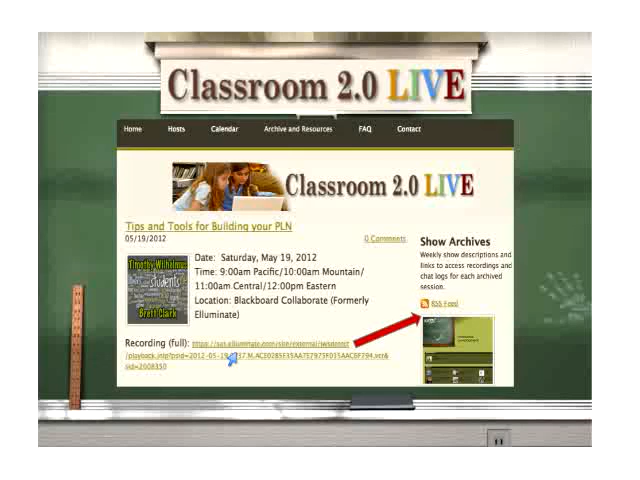 Classroom 2.0 LIVE
Home Hosts Calendar Archive and Resources FAQ Contact
Classroom 2.0 LIVE
Tips and Tools for Building your PLN
05/19/2012
0 Comments
Timothy Wilhelmus
students
Brett Clark
Date: Saturday, May 19, 2012
Time: 9:00am Pacific/10:00am Mountain/
11:00am Central/12:00pm Eastern
Location: Blackboard Collaborate (Formerly
Elluminate)
Recording (full):
Show Archives
Weekly show descriptions and
links to access recordings and
chat logs for each archived
session.
RSS Feed